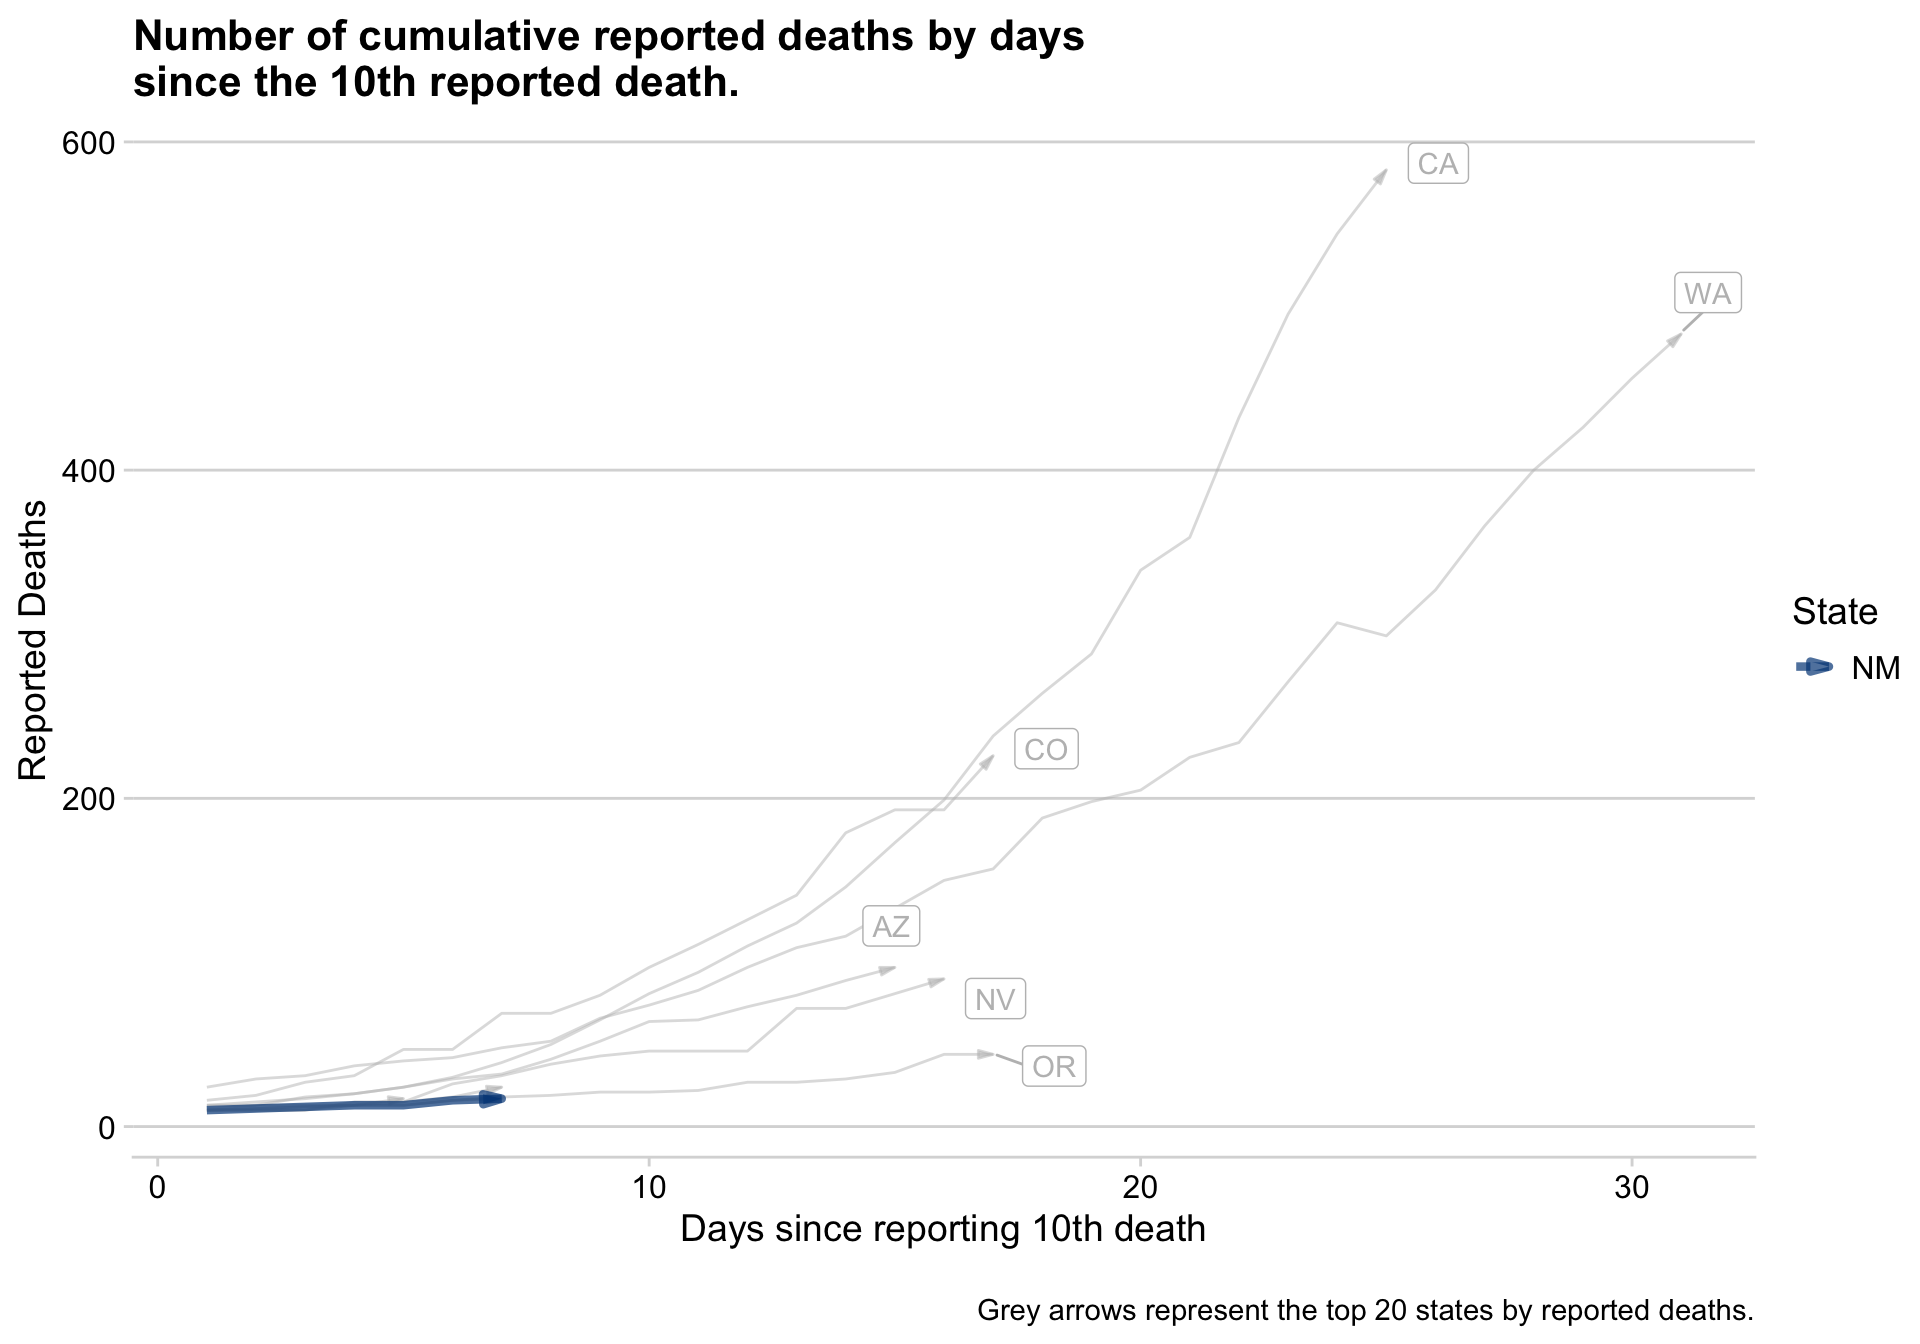 Number of cumulative reported deaths by days
since the 10th reported death.
600
400
200
0
Reported Deaths
CA
WA
CO
AZ
NV
OR
State
NM
0 10 20 30
Days since reporting 10th death
Grey arrows represent the top 20 states by reported deaths.